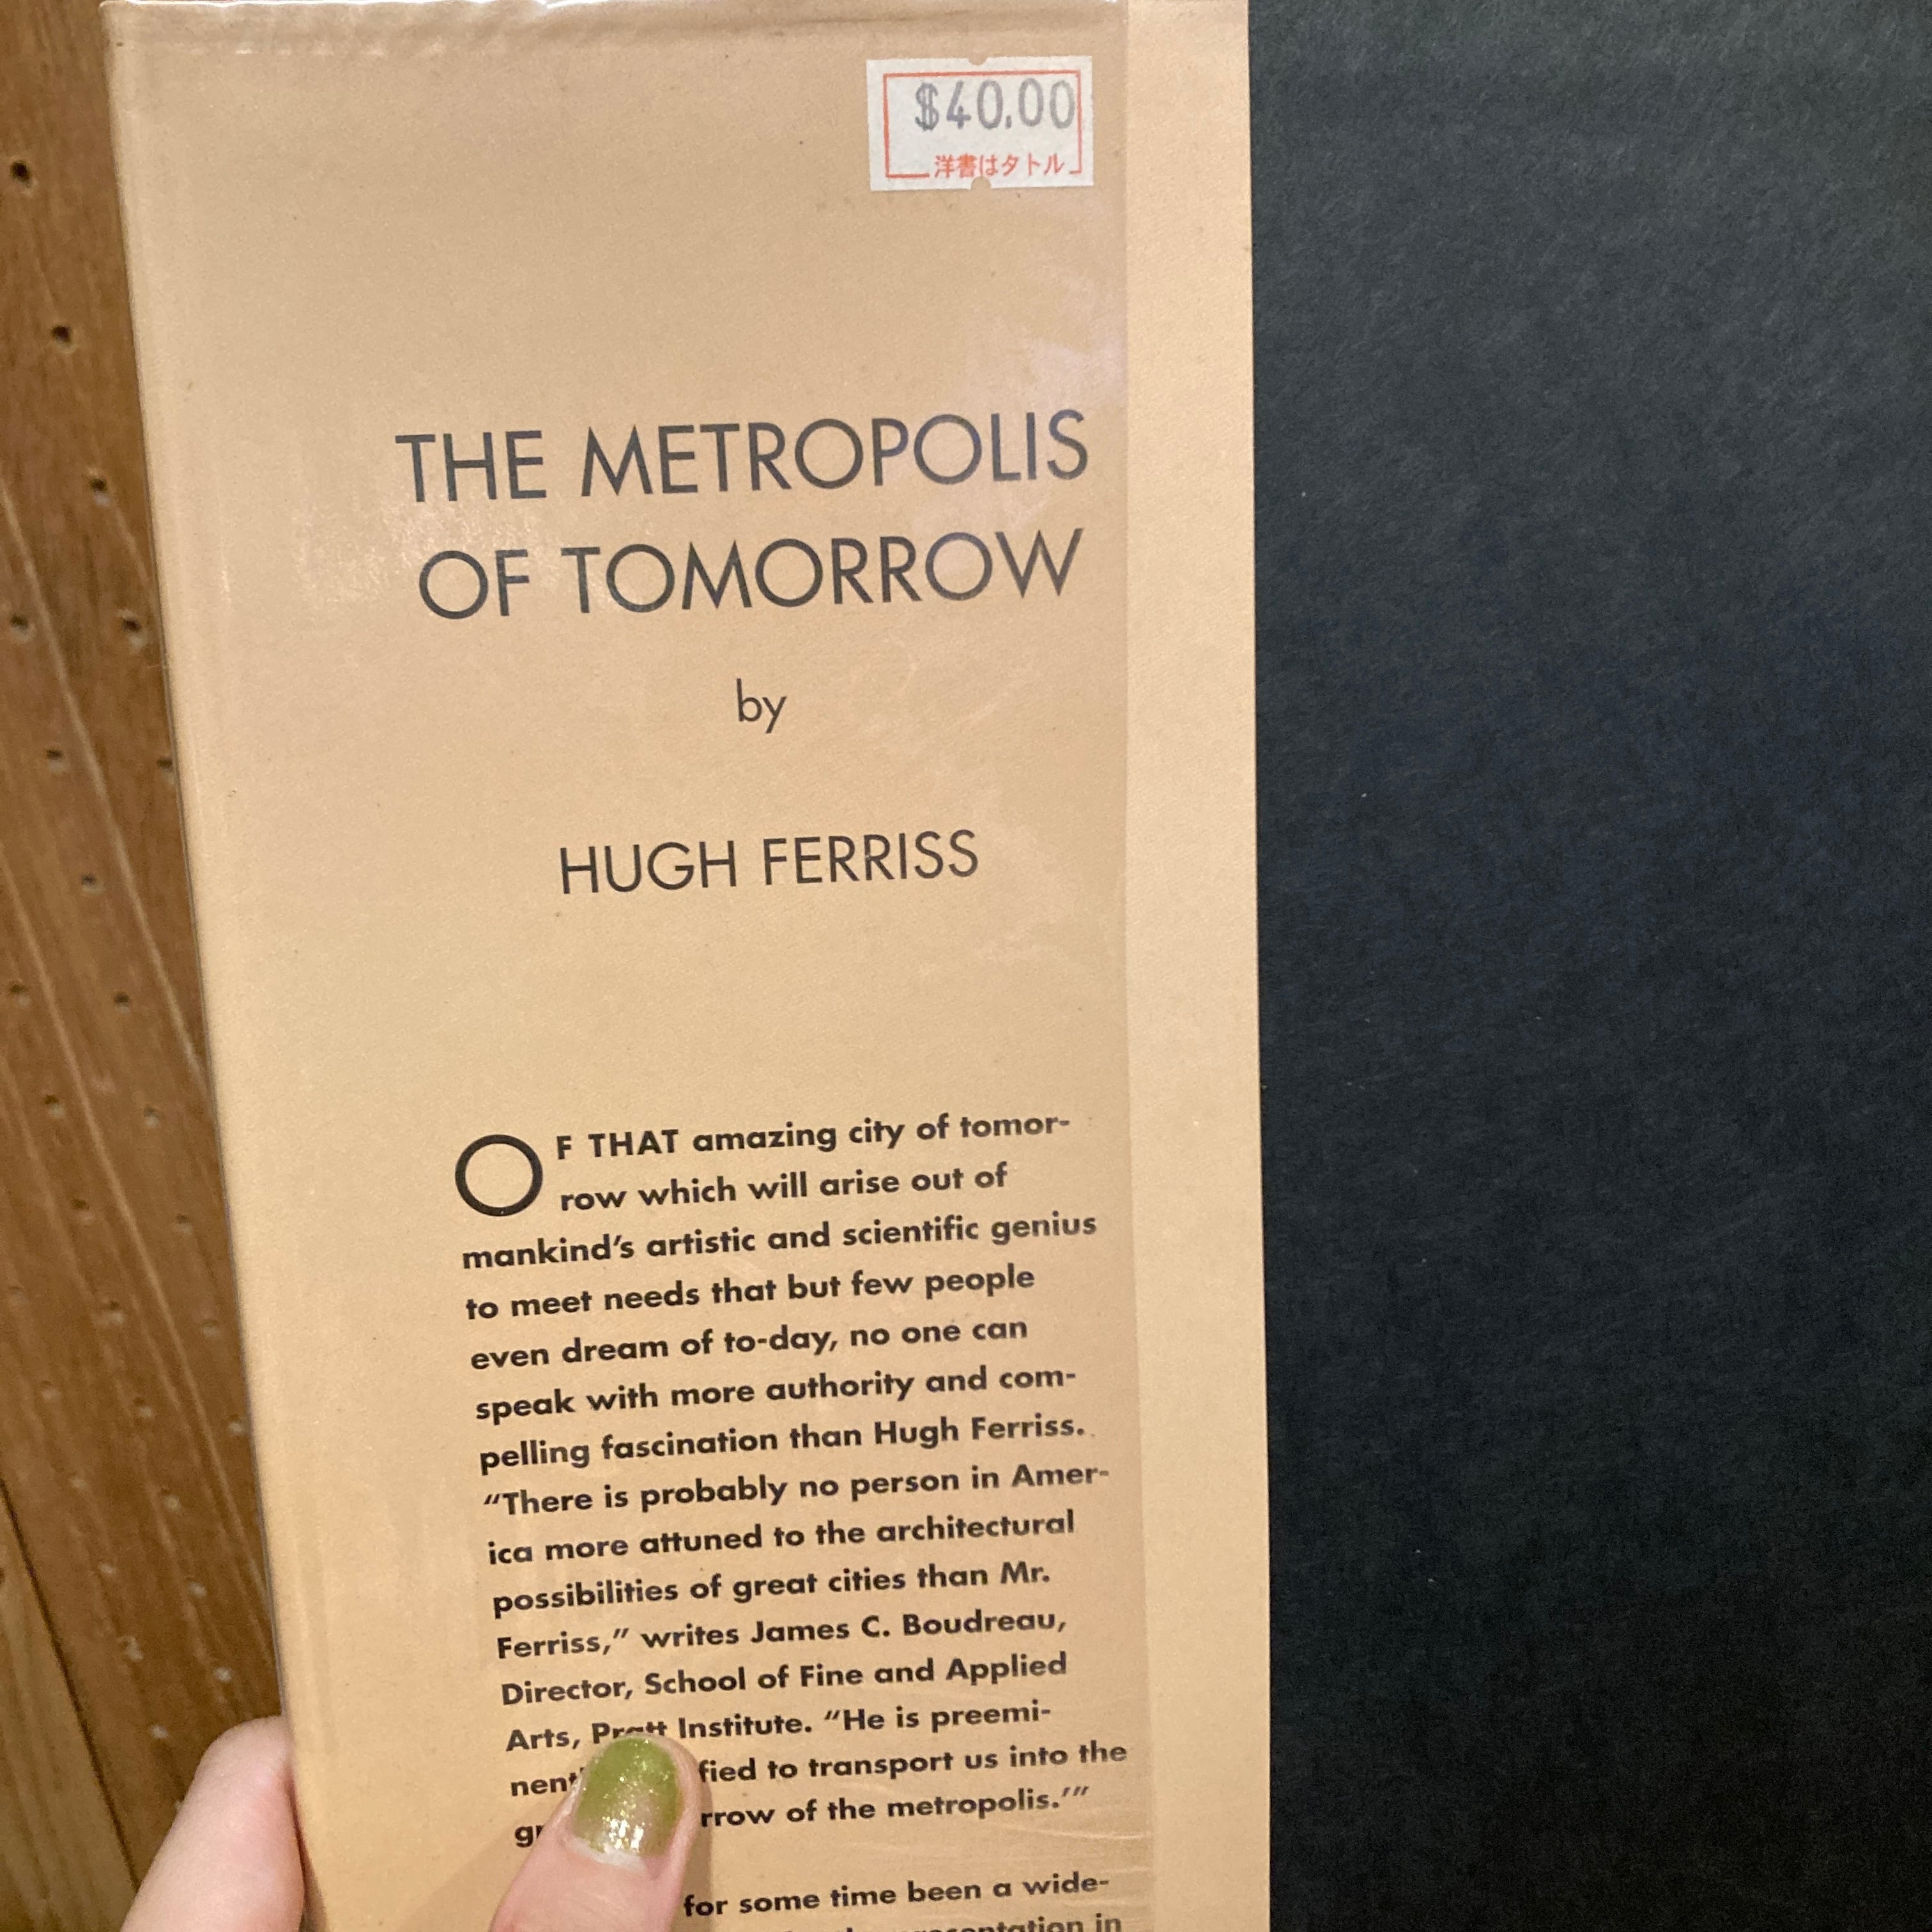 $40.00
洋書はタトル
THE METROPOLIS
OF TOMORROW
by
HUGH FERRISS
OF THAT amazing city of tomor-
row which will arise out of
mankind's artistic and scientific genius
to meet needs that but few people
even dream of to-day, no one can
speak with more authority and com-
pelling fascination than Hugh Ferriss.
"There is probably no person in Amer-
ica more attuned to the architectural
possibilities of great cities than Mr.
Ferriss," writes James C. Boudreau,
Director, School of Fine and Applied
Arts, Pratt Institute. "He is preemi-
to transport us into the
of the metropolis.'"
for some time been a wide-
in